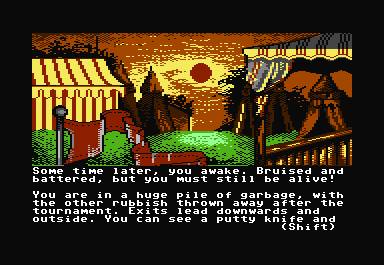 Some time later, you awake. Bruised and
battered, but you must still be alive!
You are in a huge pile of garbage, with
the other rubbish thrown away after the
tournament. Exits lead downwards and
outside. You can see a putty knife and
(Shift)